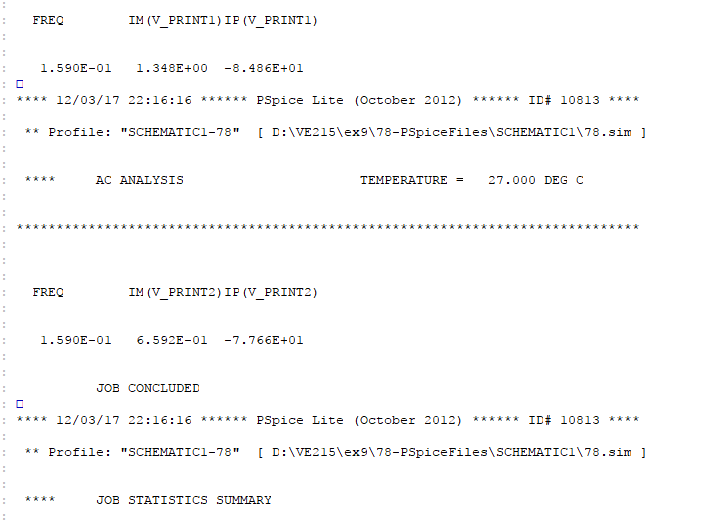 FREQ IM(V_PRINT1)IP(V_PRINT1)
1.590E-01 1.348E+00 -8.486E+01
**** 12/03/17 22:16:16 ****** PSpice Lite (October 2012) ****** ID# 10813 ****
** Profile: "SCHEMATIC1-78" [ D:\VE215\ex9\78-PSpiceFiles\SCHEMATIC1\78.sim ]
**** AC ANALYSIS TEMPERATURE = 27.000 DEG C
******************************************************************************
FREQ IM(V_PRINT2)IP(V_PRINT2)
1.590E-01 6.592E-01 -7.766E+01
JOB CONCLUDED
**** 12/03/17 22:16:16 ****** PSpice Lite (October 2012) ****** ID# 10813 ****
** Profile: "SCHEMATIC1-78" [ D:\VE215\ex9\78-PSpiceFiles\SCHEMATIC1\78.sim ]
**** JOB STATISTICS SUMMARY